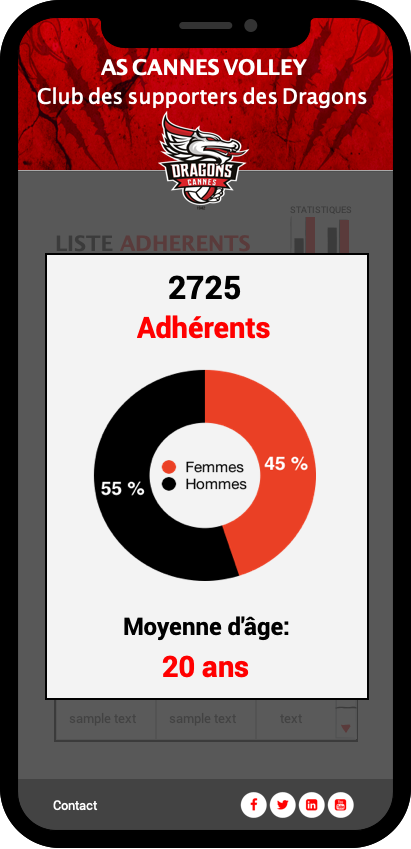 AS CANNES VOLLEY
Club des supporters des Dragons
DRAGONS
CANNES
STATISTIQUES
LISTE ADHERENTS
2725
Adhérents
45 %
Femmes
Hommes
55 %
Moyenne d'âge:
20 ans
sample text sample text text
Contact